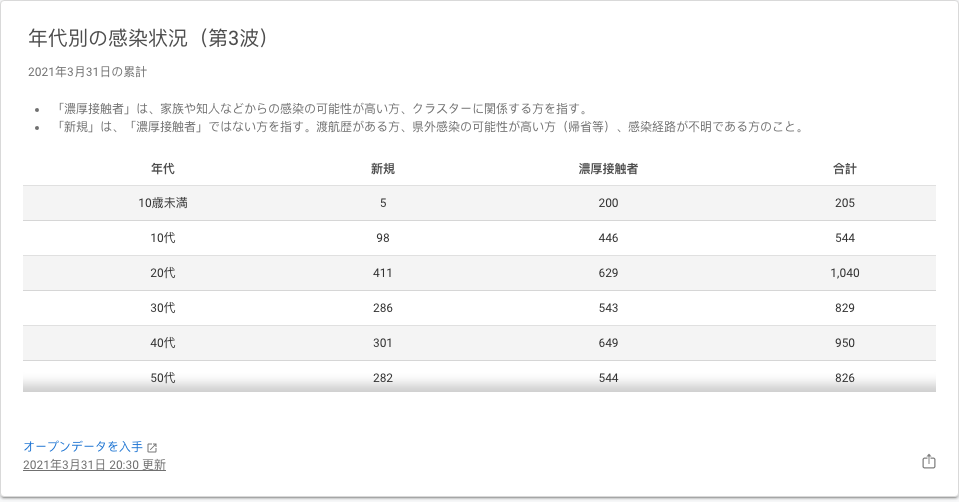 年代別の感染状況（第3波）
2021年3月31日の累計
• 「濃厚接触者」は、家族や知人などからの感染の可能性が高い方、クラスターに関係する方を指す。
• 「新規」は、「濃厚接触者」ではない方を指す。渡航歴がある方、県外感染の可能性が高い方（帰省等）、感染経路が不明である方のこと。
年代 新規 濃厚接触者 合計
10歳未満 5 200 205
10代 98 446 544
20代 411 629 1,040
30代 286 543 829
40代 301 649 950
50代 282 544 826
オープンデータを入手
2021年3月31日 20:30 更新